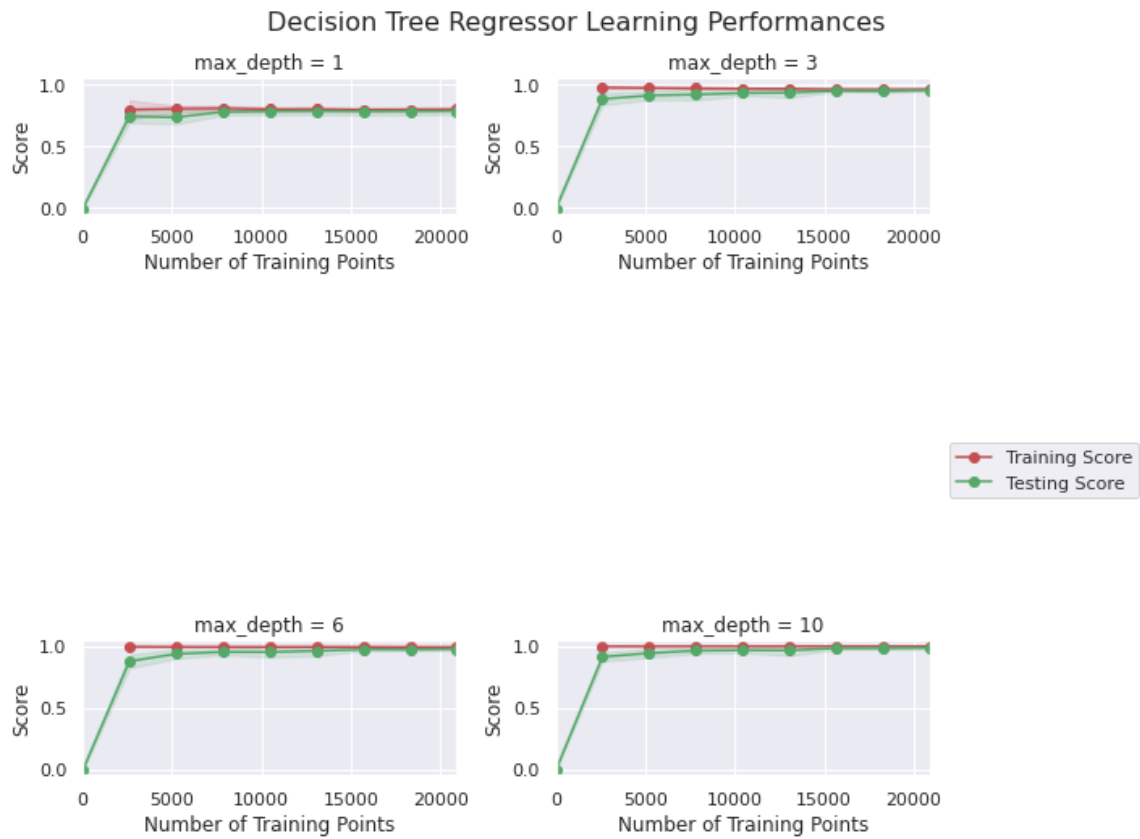 Decision Tree Regressor Learning Performances
max_depth = 1
1.0
0.5
0.0
Score
0 5000 10000 15000 20000
Number of Training Points
max_depth = 3
1.0
0.5
0.0
Score
0 5000 10000 15000 20000
Number of Training Points
Training Score
Testing Score
max_depth = 6
1.0
0.5
0.0
Score
0 5000 10000 15000 20000
Number of Training Points
max_depth = 10
1.0
0.5
0.0
Score
0 5000 10000 15000 20000
Number of Training Points